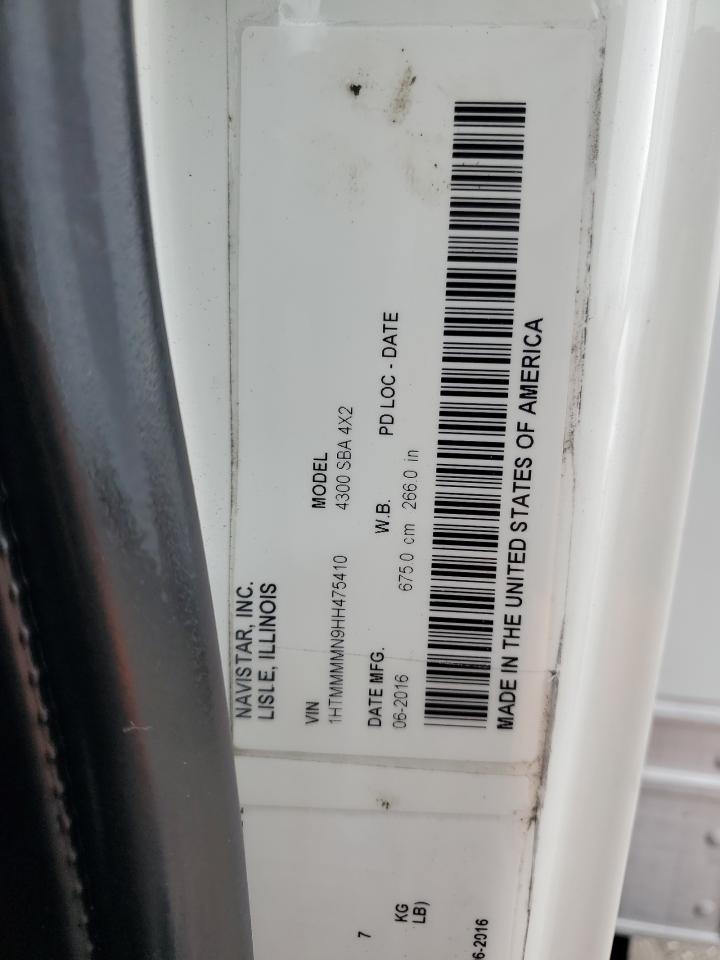 NAVISTAR, INC.
LISLE, ILLINOIS
VIN MODEL
1HTMMMMN9HH475410 4300 SBA 4X2
DATE MFG. W.B. PD LOC - DATE
06-2016 675.0 cm 266.0 in
MADE IN THE UNITED STATES OF AMERICA
7
KG
LB)
6-2016